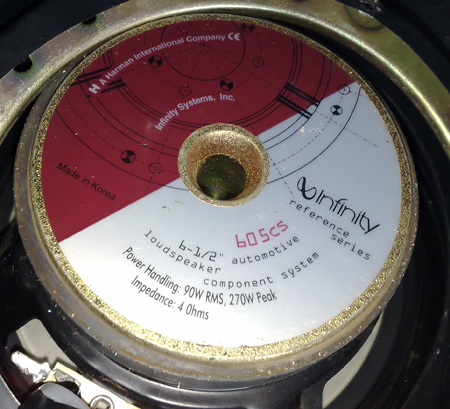 H A Harman International Company CE
Infinity Systems, Inc.
Made in Korea
Infinity
reference
series
605cs
6-1/2" automotive
loudspeaker component system
Power Handling: 90W RMS, 270W Peak
Impedance: 4 Ohms